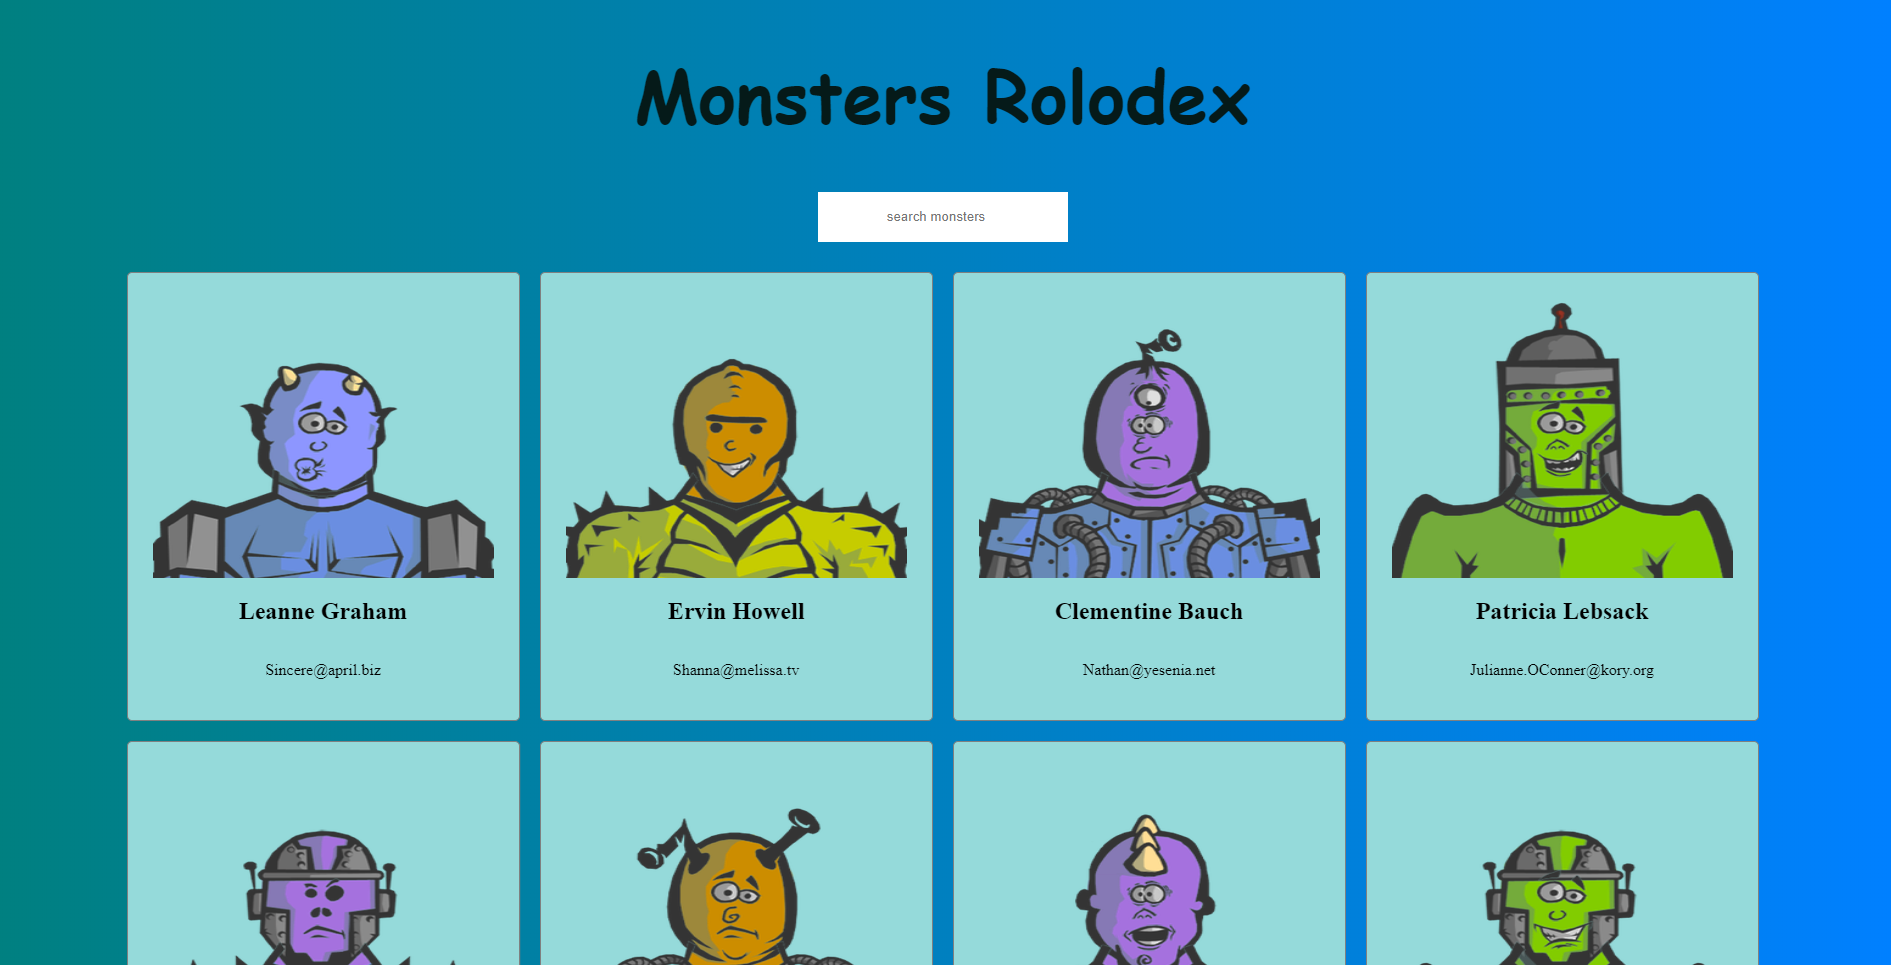 Monsters Rolodex
search monsters
Leanne Graham
Ervin Howell
Clementine Bauch
Patricia Lebsack
Sincere@april.biz
Shanna@melissa.tv
Nathan@yesenia.net
Julianne.OConner@kory.org